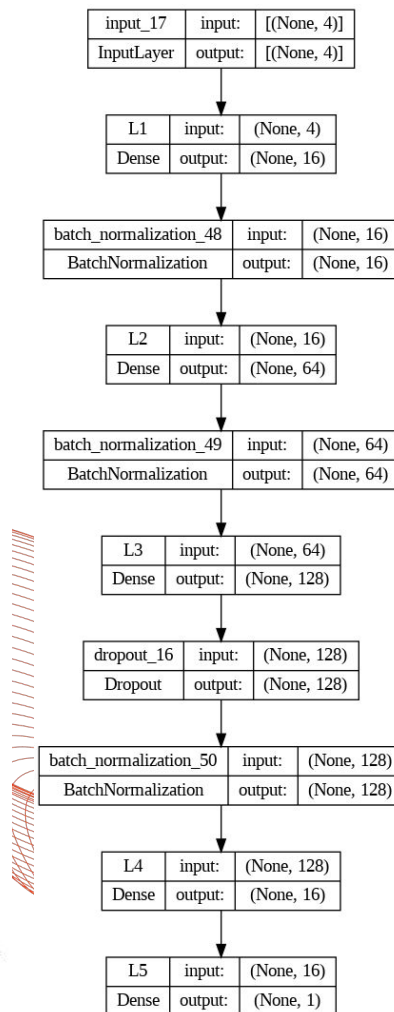 input_17 input: [(None, 4)]
InputLayer output: [(None, 4)]
L1 input: (None, 4)
Dense output: (None, 16)
batch_normalization_48 input: (None, 16)
BatchNormalization output: (None, 16)
L2 input: (None, 16)
Dense output: (None, 64)
batch_normalization_49 input: (None, 64)
BatchNormalization output: (None, 64)
L3 input: (None, 64)
Dense output: (None, 128)
dropout_16 input: (None, 128)
Dropout output: (None, 128)
batch_normalization_50 input: (None, 128)
BatchNormalization output: (None, 128)
L4 input: (None, 128)
Dense output: (None, 16)
L5 input: (None, 16)
Dense output: (None, 1)